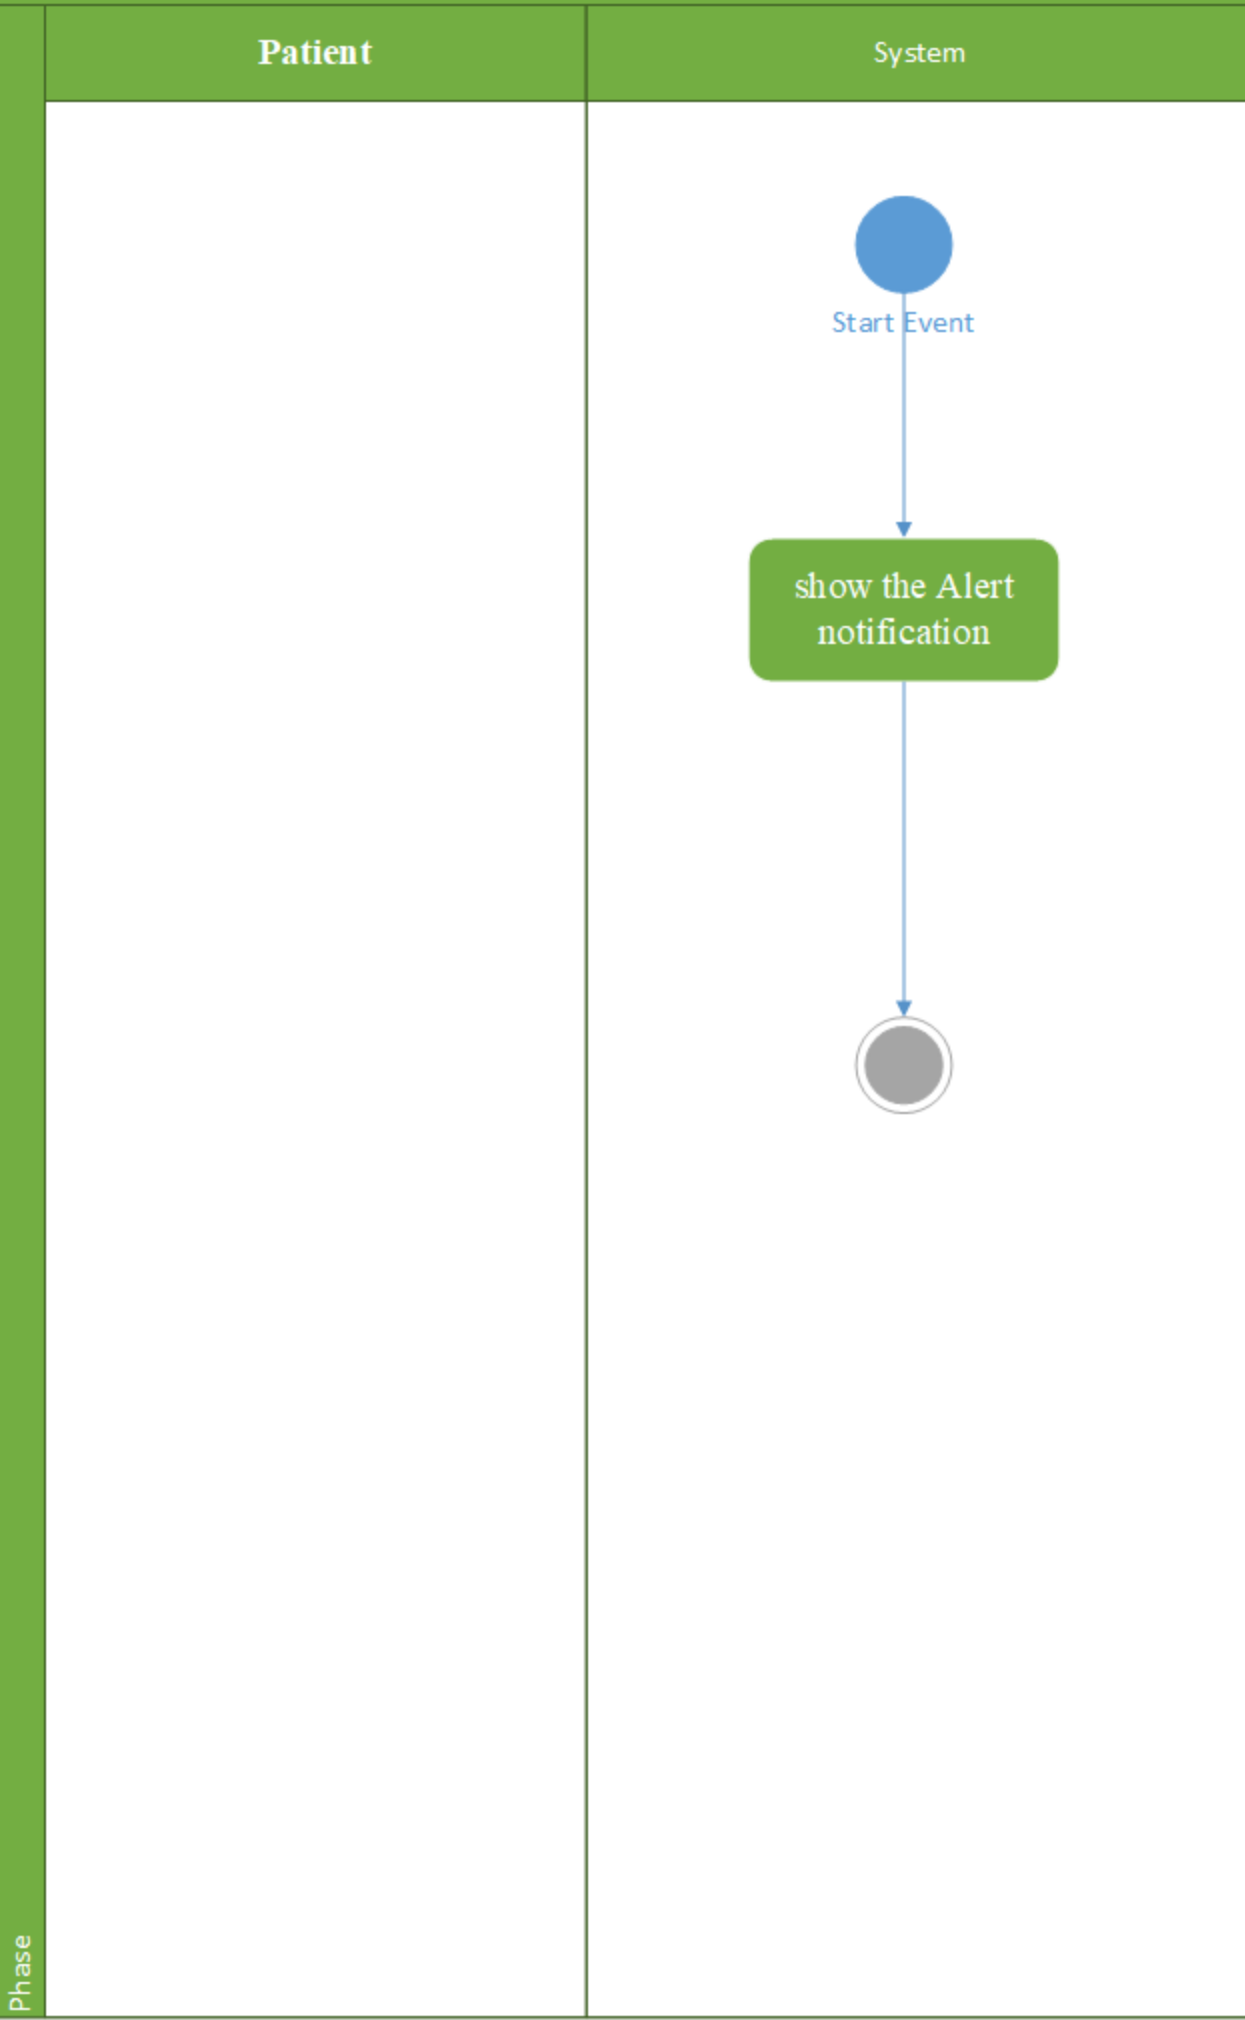 Patient
System
Start Event
show the Alert
notification
Phase